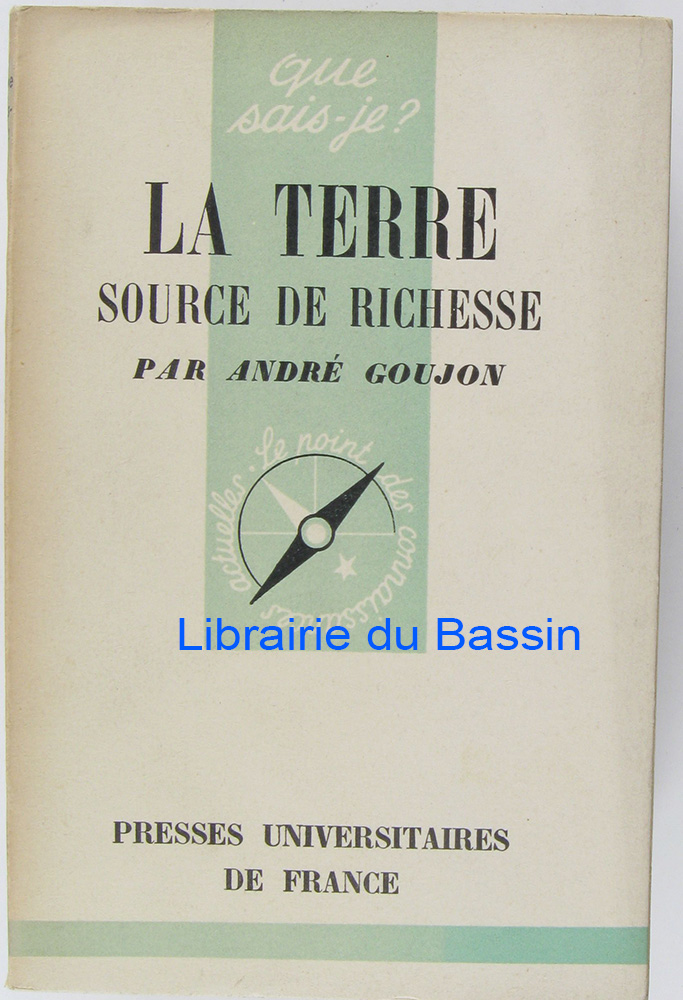 que
sais-je?
LA TERRE
SOURCE DE RICHESSE
PAR ANDRÉ GOUJON
Le point des connaissances actuelles.
Librairie du Bassin
PRESSES UNIVERSITAIRES
DE FRANCE